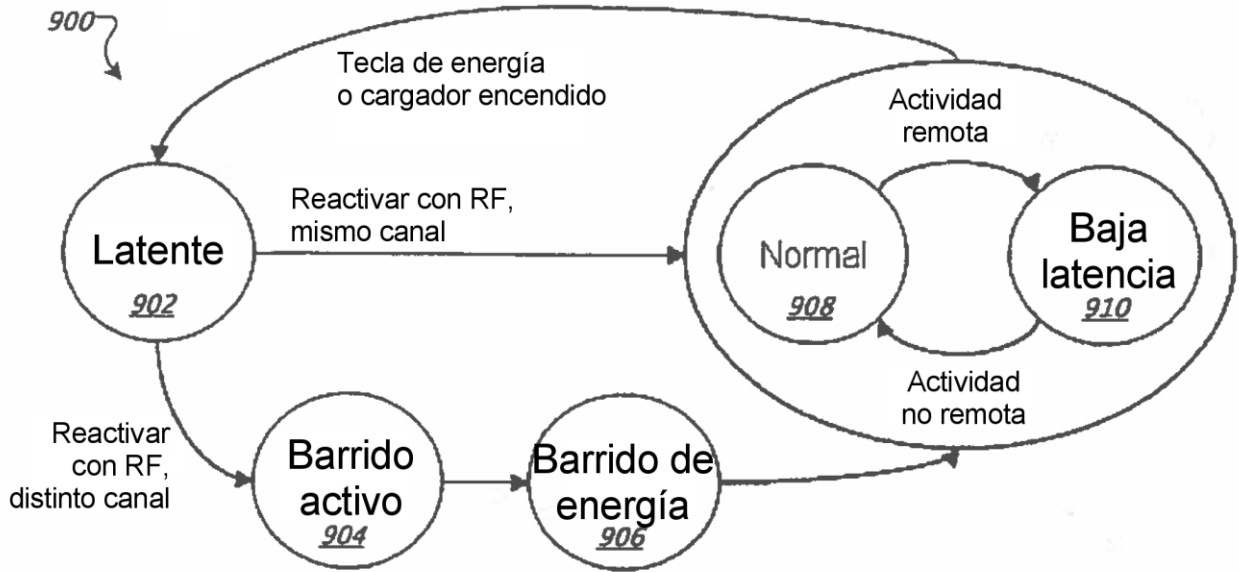 900
Tecla de energía
o cargador encendido
Actividad
remota
Reactivar con RF,
mismo canal
Latente
902
Normal
908
Baja
latencia
910
Actividad
no remota
Reactivar
con RF,
distinto canal
Barrido
activo
904
Barrido de
energía
906